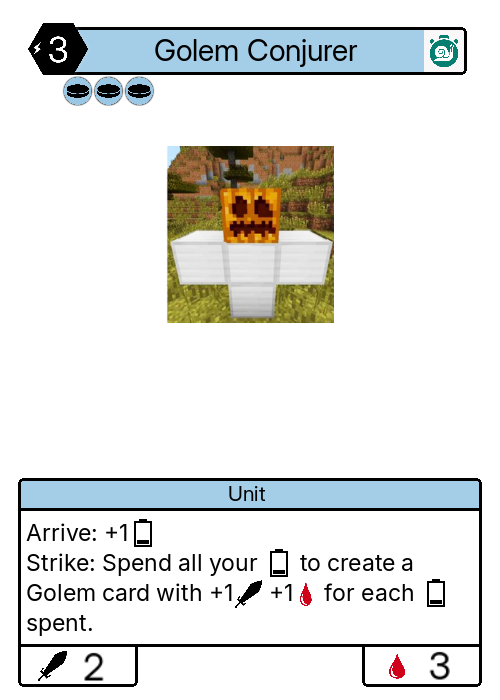 3
Golem Conjurer
Unit
Arrive: +1
Strike: Spend all your to create a
Golem card with +1 +1 for each
spent.
2
3